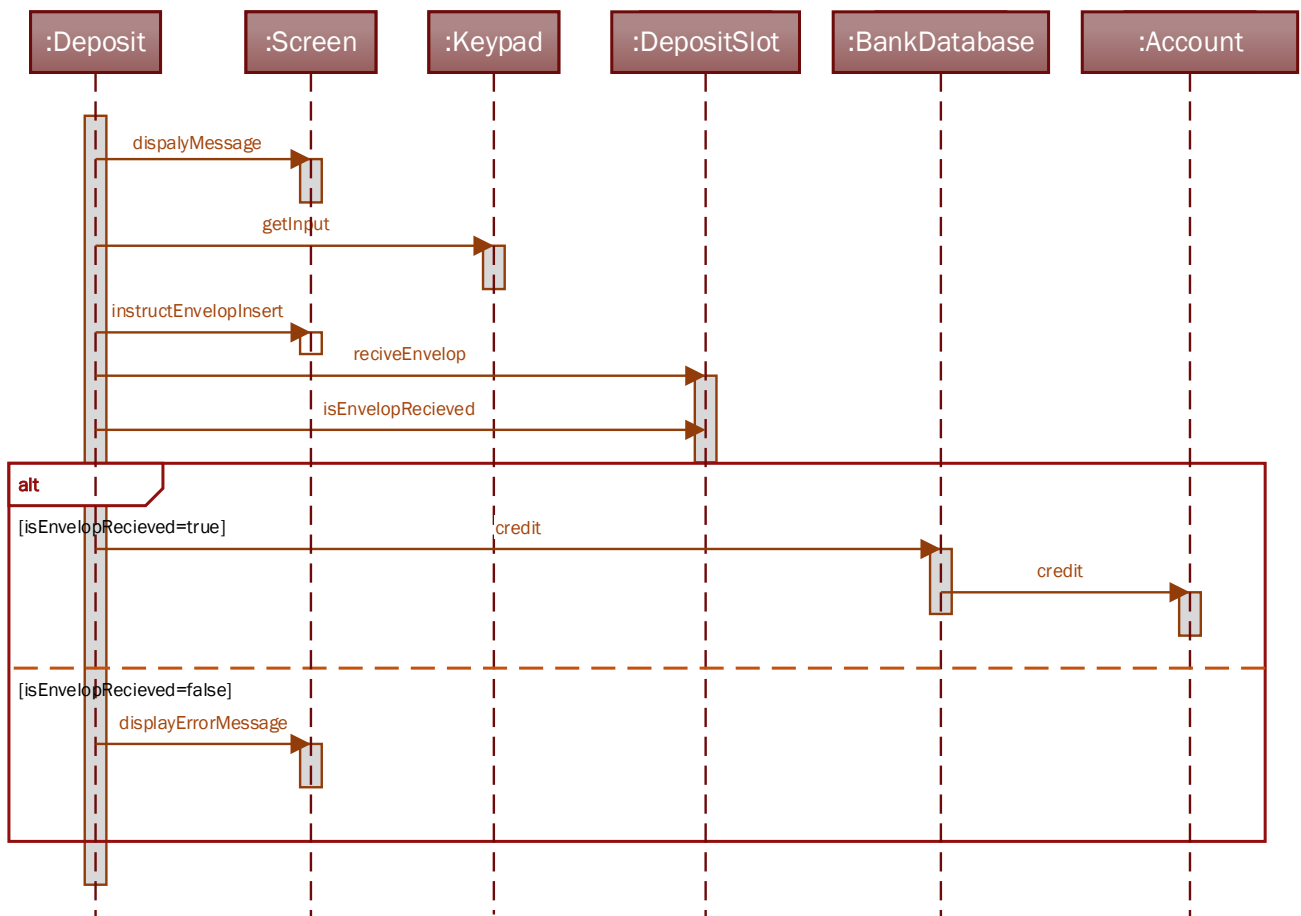 :Deposit
:Screen
:Keypad
:DepositSlot
:BankDatabase
:Account
dispalyMessage
getInput
instructEnvelopInsert
reciveEnvelop
isEnvelopRecieved
alt
[isEnvelopRecieved=true]
credit
credit
[isEnvelopRecieved=false]
displayErrorMessage